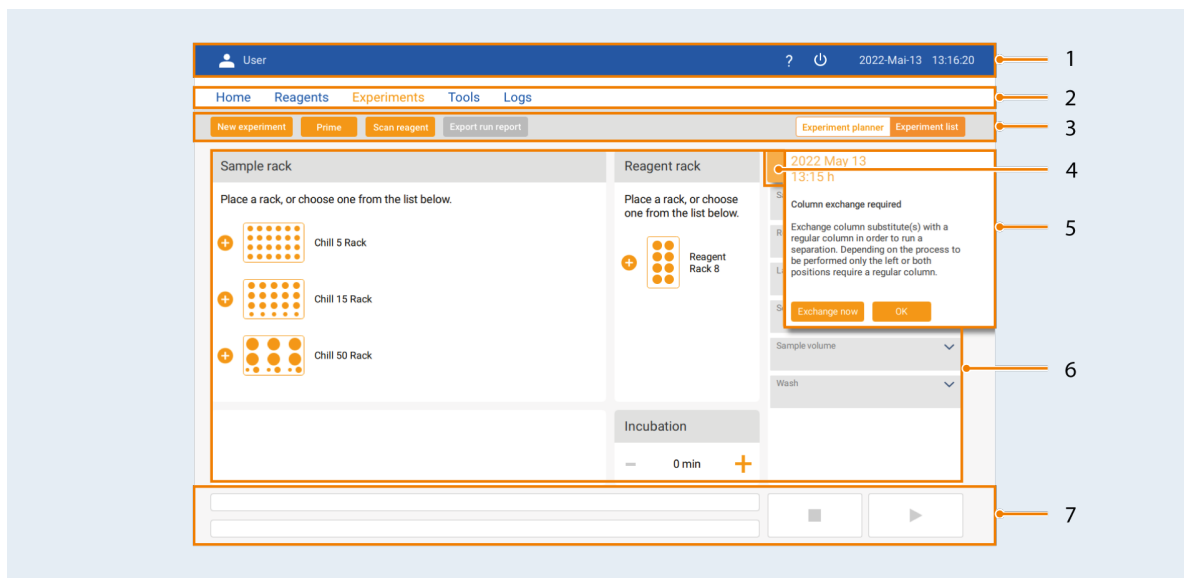 User
? 2022-Mai-13 13:16:20
1
Home Reagents Experiments Tools Logs
2
New experiment Prime Scan reagent Export run report Experiment planner Experiment list
3
Sample rack
Place a rack, or choose one from the list below.
Chill 5 Rack
Chill 15 Rack
Chill 50 Rack
Reagent rack
Place a rack, or choose
one from the list below.
Reagent
Rack 8
Incubation
0 min
4
2022 May 13
13:15 h
Column exchange required
Exchange column substitute(s) with a
regular column in order to run a
separation. Depending on the process to
be performed only the left or both
positions require a regular column.
Exchange now OK
5
Sample volume
Wash
6
7